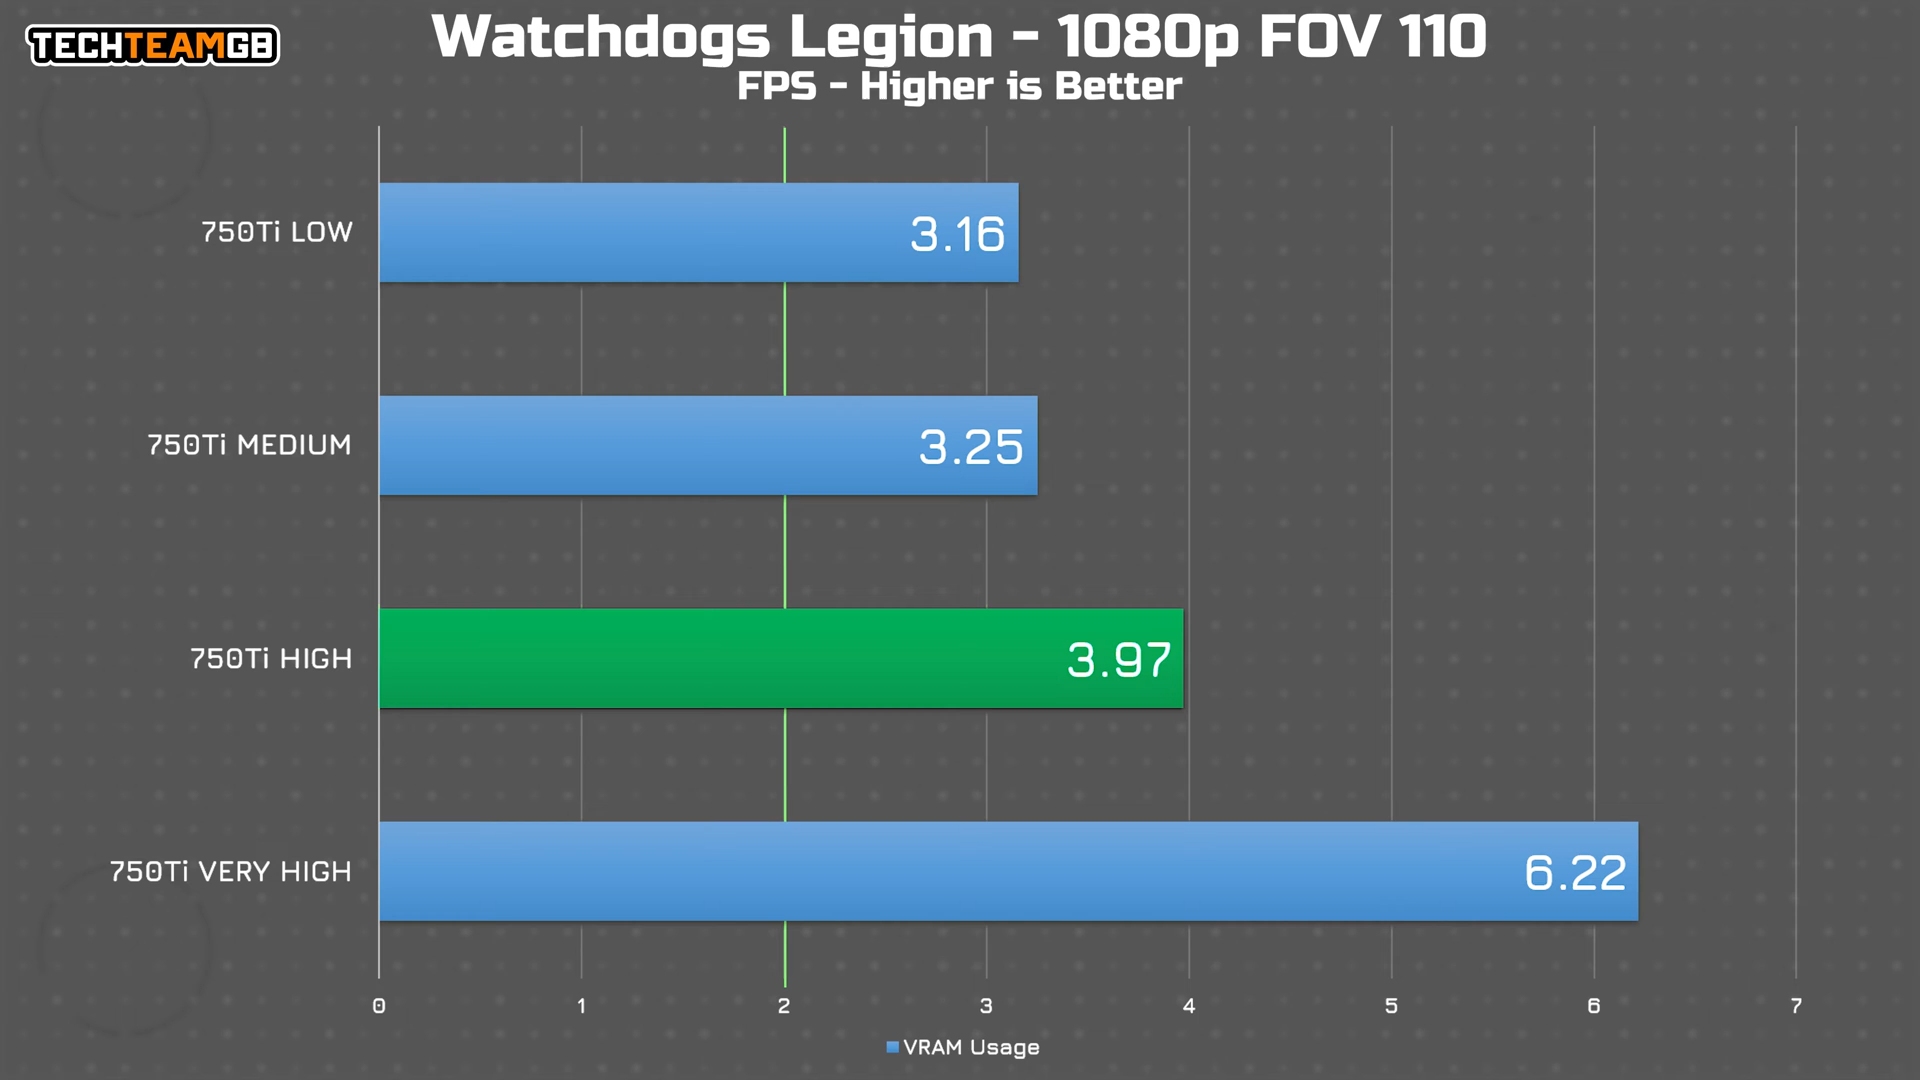 TECHTEAMGB
Watchdogs Legion - 1080p FOV 110
FPS - Higher is Better
750Ti LOW
3.16
750Ti MEDIUM
3.25
750Ti HIGH
3.97
750Ti VERY HIGH
6.22
0 1 2 3 4 5 6 7
VRAM Usage